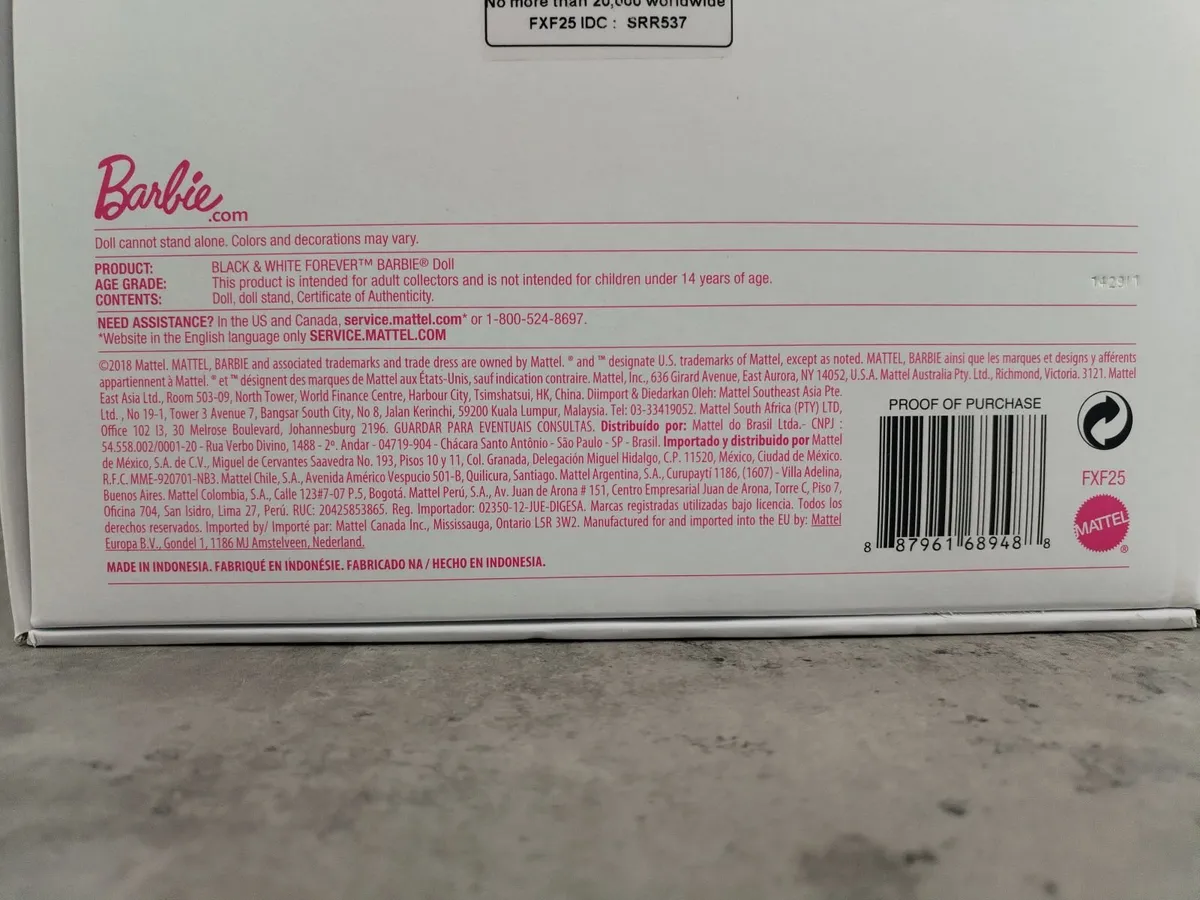 No more than 20,000 worldwide
FXF25 IDC : SRR537
Barbie
.com
Doll cannot stand alone. Colors and decorations may vary.
PRODUCT: BLACK & WHITE FOREVER™ BARBIE® Doll
AGE GRADE: This product is intended for adult collectors and is not intended for children under 14 years of age.
CONTENTS: Doll, doll stand, Certificate of Authenticity.
NEED ASSISTANCE? In the US and Canada, service.mattel.com* or 1-800-524-8697.
*Website in the English language only SERVICE.MATTEL.COM
©2018 Mattel. MATTEL, BARBIE and associated trademarks and trade dress are owned by Mattel. ® and ™ designate U.S. trademarks of Mattel, except as noted. MATTEL, BARBIE ainsi que les marques et designs y afférents
appartiennent à Mattel. ® et ™ désignent des marques de Mattel aux États-Unis, sauf indication contraire. Mattel, Inc., 636 Girard Avenue, East Aurora, NY 14052, U.S.A. Mattel Australia Pty. Ltd., Richmond, Victoria. 3121. Mattel
East Asia Ltd., Room 503-09, North Tower, World Finance Centre, Harbour City, Tsimshatsui, HK, China. Diimport & Diedarkan Oleh: Mattel Southeast Asia Pte.
Ltd. , No 19-1, Tower 3 Avenue 7, Bangsar South City, No 8, Jalan Kerinchi, 59200 Kuala Lumpur, Malaysia. Tel: 03-33419052. Mattel South Africa (PTY) LTD,
Office 102 I3, 30 Melrose Boulevard, Johannesburg 2196. GUARDAR PARA EVENTUAIS CONSULTAS. Distribuído por: Mattel do Brasil Ltda.- CNPJ :
54.558.002/0001-20 - Rua Verbo Divino, 1488 - 2º. Andar - 04719-904 - Chácara Santo Antônio - São Paulo - SP - Brasil. Importado y distribuido por Mattel
de México, S.A. de C.V., Miguel de Cervantes Saavedra No. 193, Pisos 10 y 11, Col. Granada, Delegación Miguel Hidalgo, C.P. 11520, México, Ciudad de México.
R.F.C. MME-920701-NB3. Mattel Chile, S.A., Avenida Américo Vespucio 501-B, Quilicura, Santiago. Mattel Argentina, S.A., Curupaytí 1186, (1607) - Villa Adelina,
Buenos Aires. Mattel Colombia, S.A., Calle 123#7-07 P.5, Bogotá. Mattel Perú, S.A., Av. Juan de Arona # 151, Centro Empresarial Juan de Arona, Torre C, Piso 7,
Oficina 704, San Isidro, Lima 27, Perú. RUC: 20425853865. Reg. Importador: 02350-12-JUE-DIGESA. Marcas registradas utilizadas bajo licencia. Todos los
derechos reservados. Imported by/ Importé par: Mattel Canada Inc., Mississauga, Ontario L5R 3W2. Manufactured for and imported into the EU by: Mattel
Europa B.V., Gondel 1, 1186 MJ Amstelveen, Nederland.
MADE IN INDONESIA. FABRIQUÉ EN INDONÉSIE. FABRICADO NA / HECHO EN INDONESIA.
PROOF OF PURCHASE
8 87961 68948 8
FXF25
MATTEL®